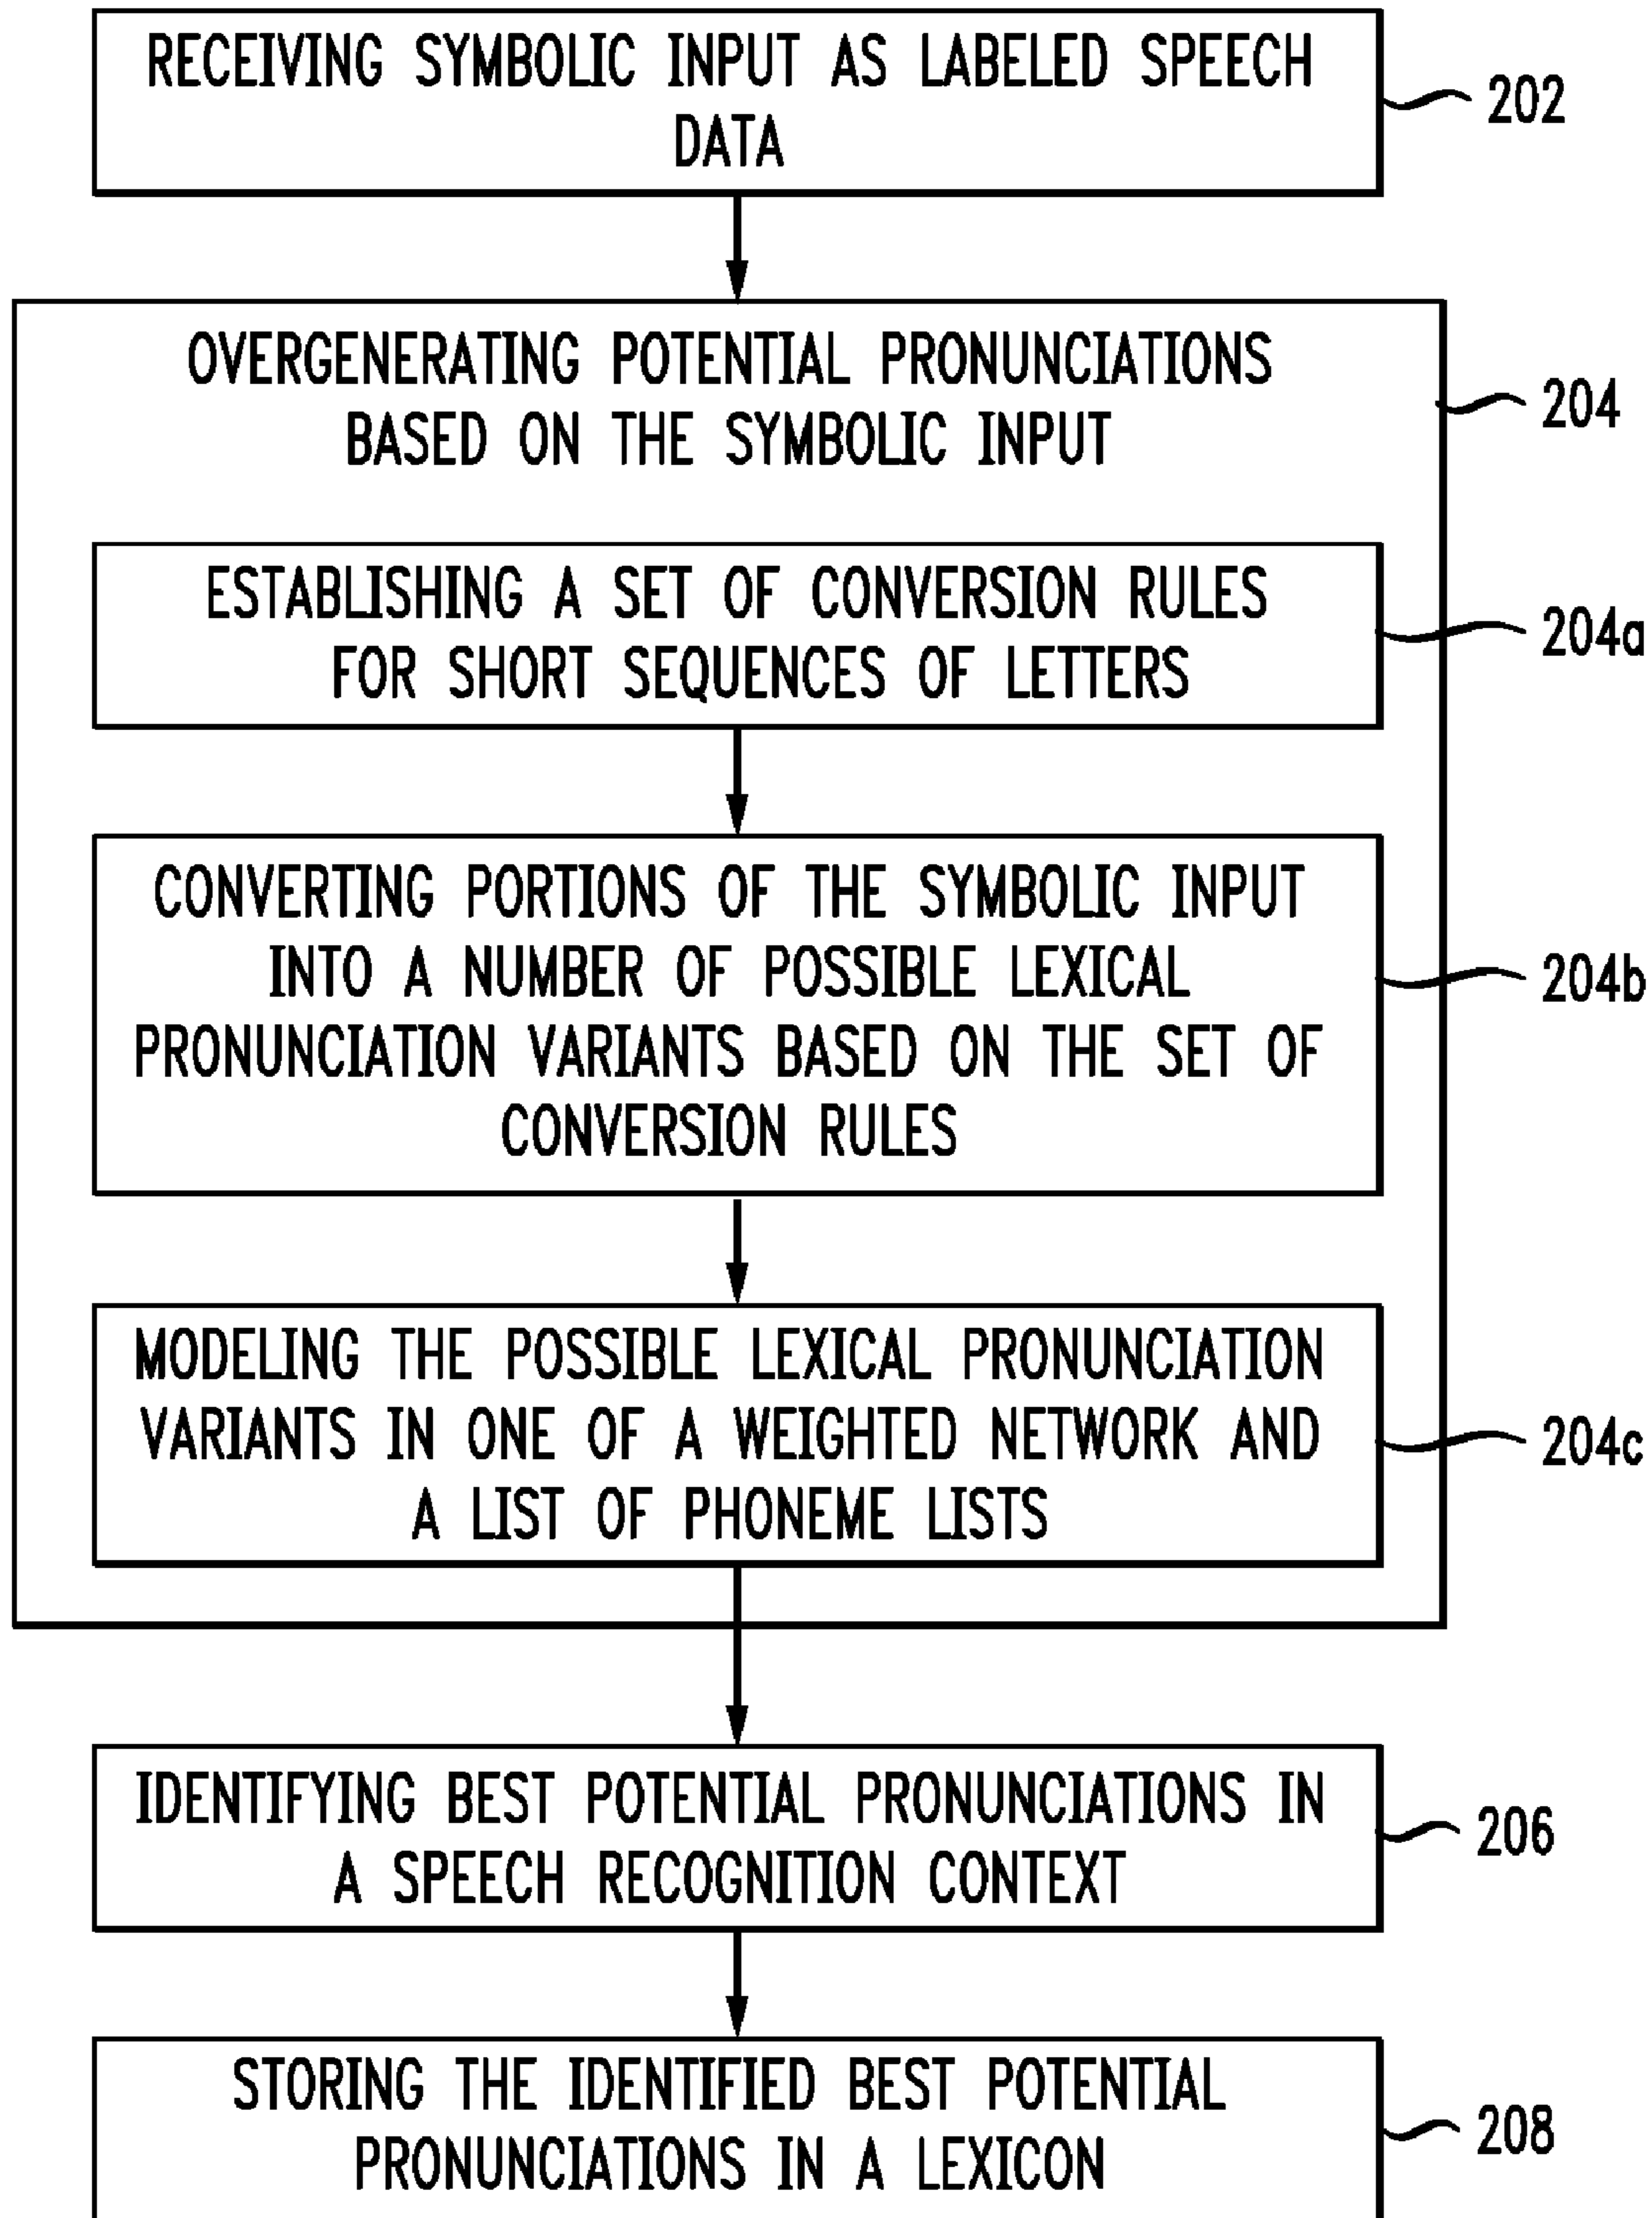 RECEIVING SYMBOLIC INPUT AS LABELED SPEECH
DATA
202
OVERGENERATING POTENTIAL PRONUNCIATIONS
BASED ON THE SYMBOLIC INPUT
204
ESTABLISHING A SET OF CONVERSION RULES
FOR SHORT SEQUENCES OF LETTERS
204a
CONVERTING PORTIONS OF THE SYMBOLIC INPUT
INTO A NUMBER OF POSSIBLE LEXICAL
PRONUNCIATION VARIANTS BASED ON THE SET OF
CONVERSION RULES
204b
MODELING THE POSSIBLE LEXICAL PRONUNCIATION
VARIANTS IN ONE OF A WEIGHTED NETWORK AND
A LIST OF PHONEME LISTS
204c
IDENTIFYING BEST POTENTIAL PRONUNCIATIONS IN
A SPEECH RECOGNITION CONTEXT
206
STORING THE IDENTIFIED BEST POTENTIAL
PRONUNCIATIONS IN A LEXICON
208